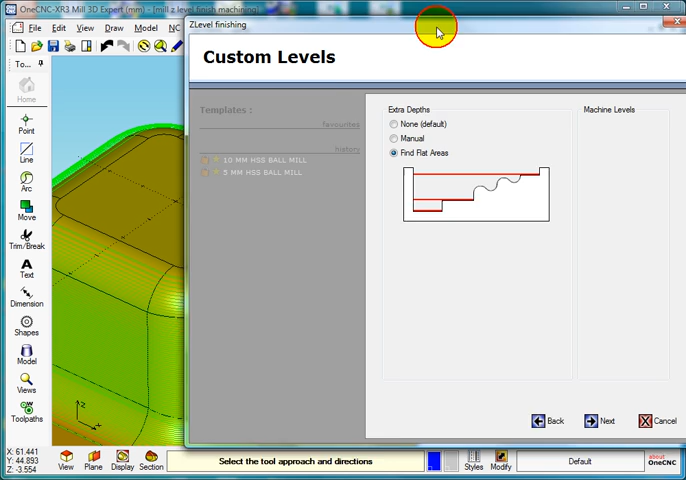 OneCNC-XR3 Mill 3D Expert (mm) - [mill z level finish machining]
File Edit View Draw Model NC
To...
Home
Point
Line
Arc
Move
Trim/Break
Text
Dimension
Shapes
Model
Views
Toolpaths
ZLevel finishing
Custom Levels
Templates :
favourites
history
10 MM HSS BALL MILL
5 MM HSS BALL MILL
Extra Depths
None (default)
Manual
Find Flat Areas
Machine Levels
Back Next Cancel
Z
X
X: 61.441
Y: 44.893
Z: -3.554
View Plane Display Section
Select the tool approach and directions
Styles Modify
Default
about
OneCNC